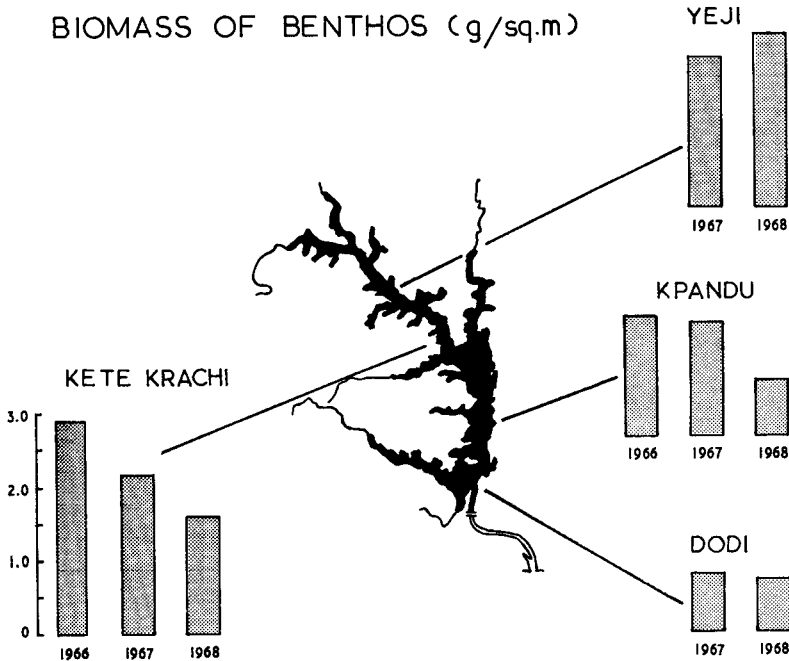 BIOMASS OF BENTHOS (g/sq.m)
YEJI
1967 1968
KPANDU
1966 1967 1968
KETE KRACHI
3.0
2.0
1.0
0
1966 1967 1968
DODI
1967 1968